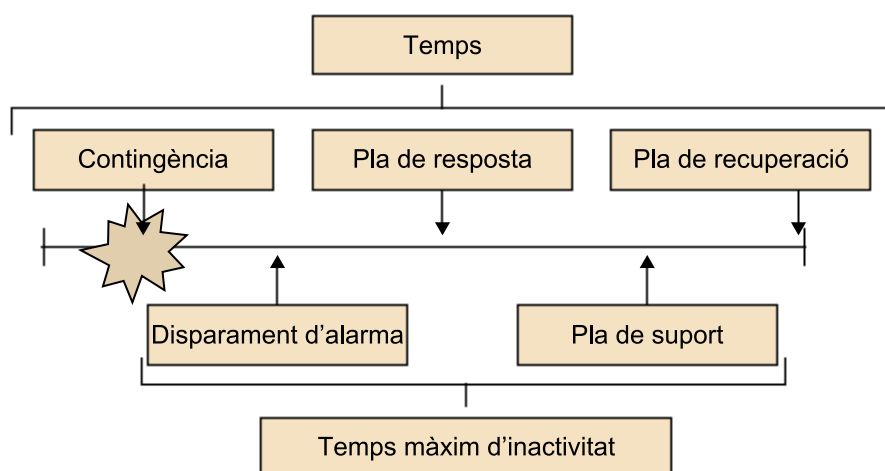 Temps
Contingència
Pla de resposta
Pla de recuperació
Disparament d’alarma
Pla de suport
Temps màxim d’inactivitat